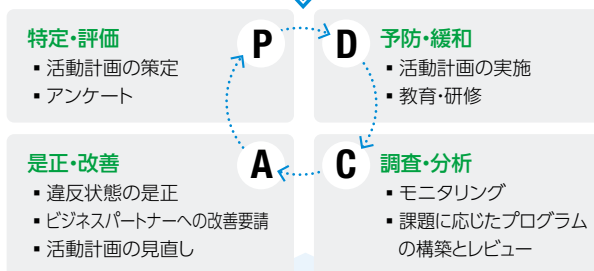 特定・評価
▪ 活動計画の策定
▪ アンケート
P
D
予防・緩和
▪ 活動計画の実施
▪ 教育・研修
是正・改善
▪ 違反状態の是正
▪ ビジネスパートナーへの改善要請
▪ 活動計画の見直し
A
C
調査・分析
▪ モニタリング
▪ 課題に応じたプログラム
の構築とレビュー